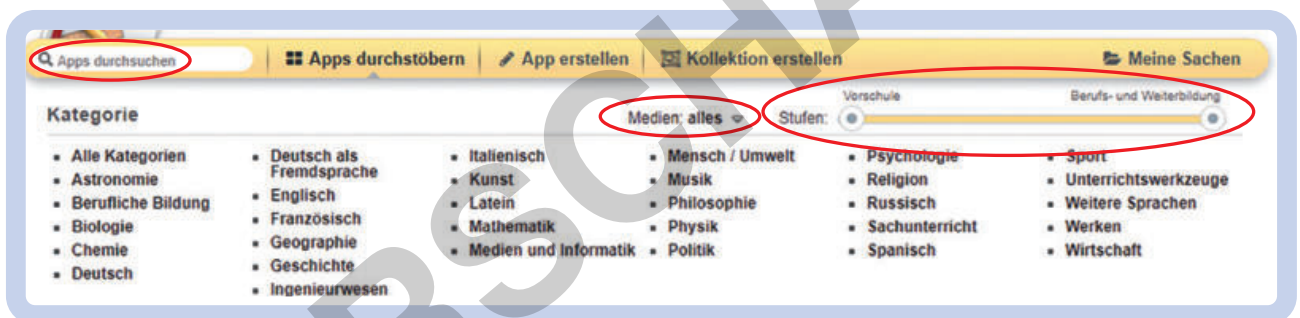 Apps durchsuchen
Apps durchstöbern
App erstellen
Kollektion erstellen
Meine Sachen
Kategorie
Medien: alles
Stufen:
Vorschule
Berufs- und Weiterbildung
Alle Kategorien
Astronomie
Berufliche Bildung
Biologie
Chemie
Deutsch
Deutsch als
Fremdsprache
Englisch
Französisch
Geographie
Geschichte
Ingenieurwesen
Italienisch
Kunst
Latein
Mathematik
Medien und Informatik
Mensch / Umwelt
Musik
Philosophie
Physik
Politik
Psychologie
Religion
Russisch
Sachunterricht
Spanisch
Sport
Unterrichtswerkzeuge
Weitere Sprachen
Werken
Wirtschaft